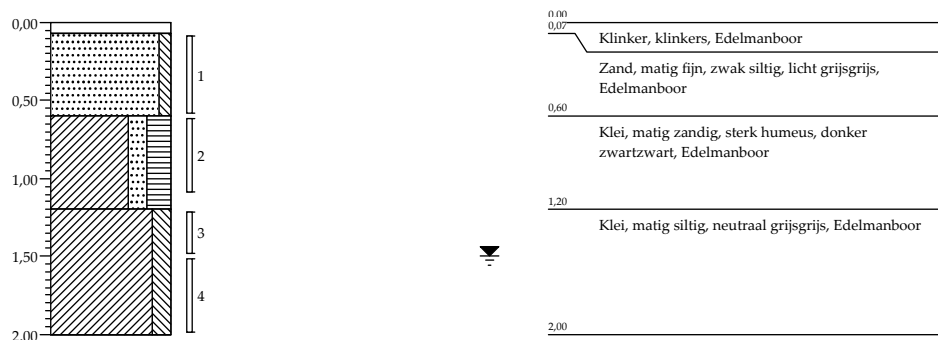 0,00
0,50
1,00
1,50
2,00
1
2
3
4
0,00
0,07
Klinker, klinkers, Edelmanboor
Zand, matig fijn, zwak siltig, licht grijsgrijs,
Edelmanboor
0,60
Klei, matig zandig, sterk humeus, donker
zwartzwart, Edelmanboor
1,20
Klei, matig siltig, neutraal grijsgrijs, Edelmanboor
2,00